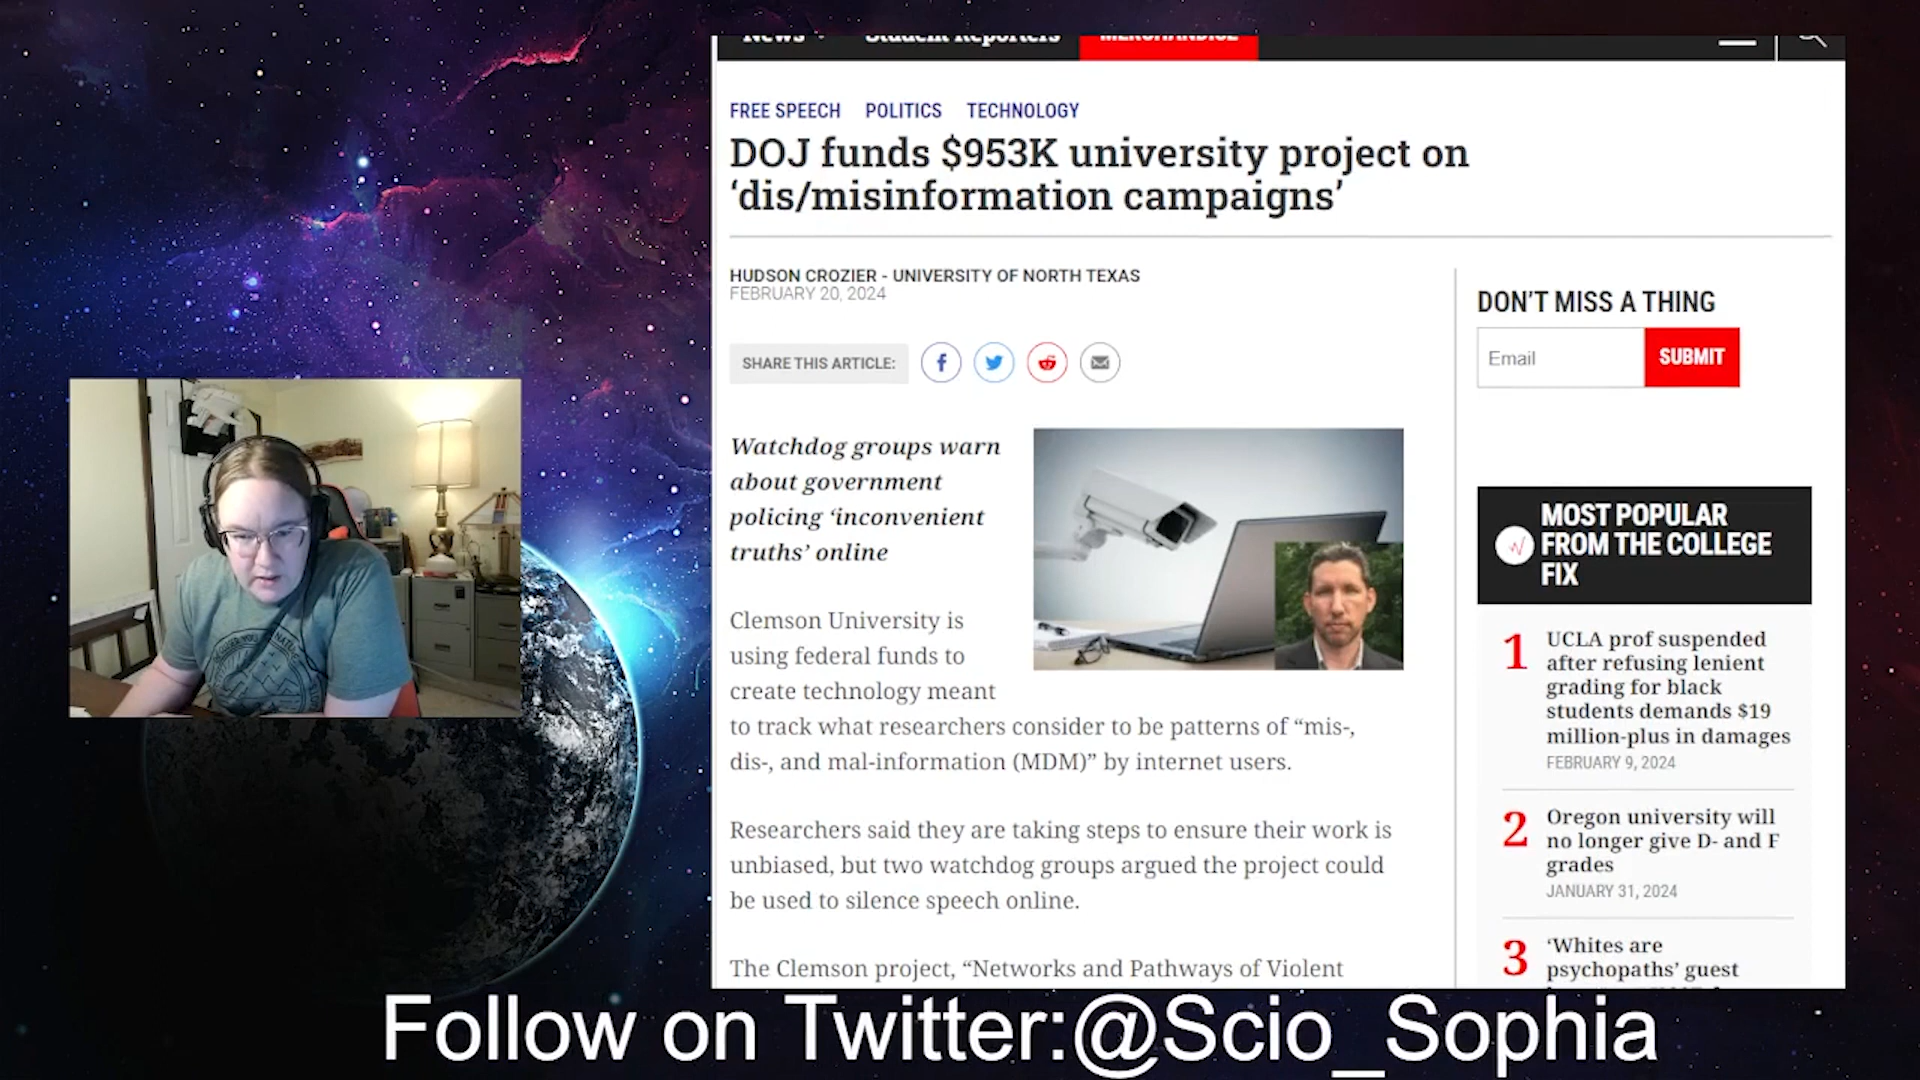 News
Student Reporters
MERCHANDISE
FREE SPEECH POLITICS TECHNOLOGY
DOJ funds $953K university project on
‘dis/misinformation campaigns’
HUDSON CROZIER - UNIVERSITY OF NORTH TEXAS
FEBRUARY 20, 2024
SHARE THIS ARTICLE:
Watchdog groups warn
about government
policing ‘inconvenient
truths’ online
Clemson University is
using federal funds to
create technology meant
to track what researchers consider to be patterns of “mis-,
dis-, and mal-information (MDM)” by internet users.
Researchers said they are taking steps to ensure their work is
unbiased, but two watchdog groups argued the project could
be used to silence speech online.
The Clemson project, “Networks and Pathways of Violent
DON’T MISS A THING
Email
SUBMIT
MOST POPULAR
FROM THE COLLEGE
FIX
1 UCLA prof suspended
after refusing lenient
grading for black
students demands $19
million-plus in damages
FEBRUARY 9, 2024
2 Oregon university will
no longer give D- and F
grades
JANUARY 31, 2024
3 ‘Whites are
psychopaths’ guest
Follow on Twitter:@Scio_Sophia